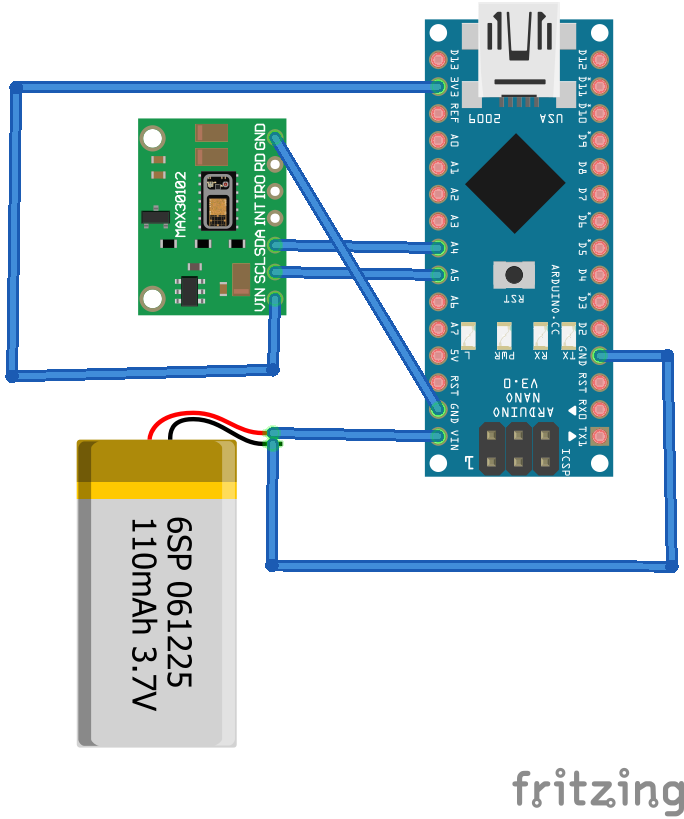 MAX30102
GND
RD
IRO
INT
SDA
SCL
VIN
D13
3V3
REF
A0
A1
A2
A3
A4
A5
A6
A7
5V
RST
GND
VIN
D12
D11
D10
D9
D8
D7
D6
D5
D4
D3
D2
GND
RST
RX0
TX1
USA
2009
RST
ARDUINO.CC
TX
RX
PWR
L
ARDUINO
NANO
V3.0
ICSP
1
6SP 061225
110mAh 3.7V
fritzing